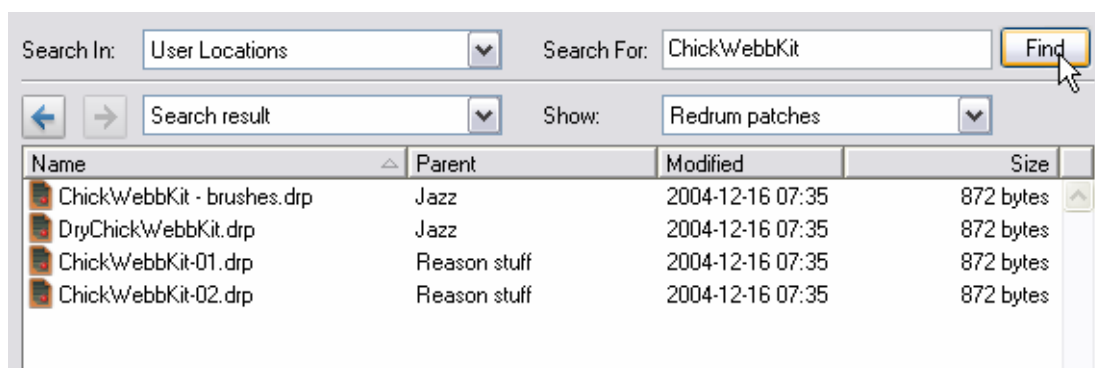 Search In: User Locations Search For: ChickWebbKit Find
Search result Show: Redrum patches
Name Parent Modified Size
ChickWebbKit - brushes.drp Jazz 2004-12-16 07:35 872 bytes
DryChickWebbKit.drp Jazz 2004-12-16 07:35 872 bytes
ChickWebbKit-01.drp Reason stuff 2004-12-16 07:35 872 bytes
ChickWebbKit-02.drp Reason stuff 2004-12-16 07:35 872 bytes